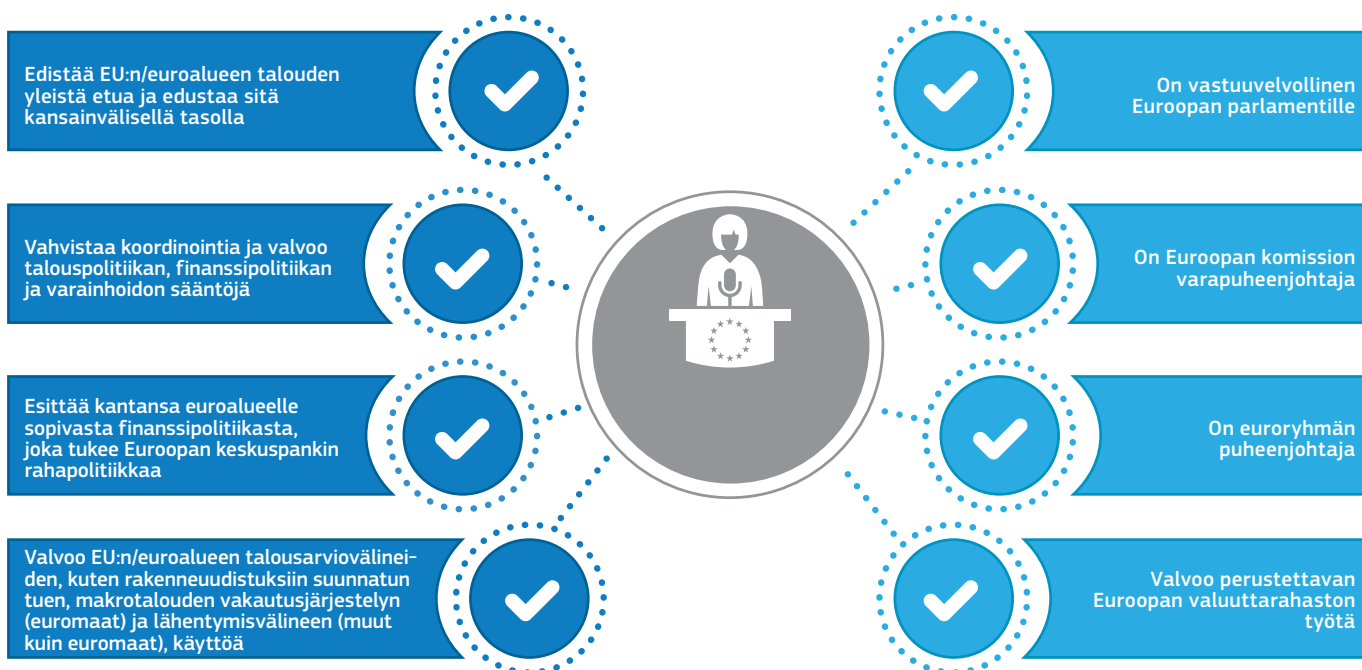 Edistää EU:n/euroalueen talouden
yleistä etua ja edustaa sitä
kansainvälisellä tasolla
Vahvistaa koordinointia ja valvoo
talouspolitiikan, finanssipolitiikan
ja varainhoidon sääntöjä
Esittää kantansa euroalueelle
sopivasta finanssipolitiikasta,
joka tukee Euroopan keskuspankin
rahapolitiikkaa
Valvoo EU:n/euroalueen talousarviovälinei-
den, kuten rakenneuudistuksiin suunnatun
tuen, makrotalouden vakautusjärjestelyn
(euromaat) ja lähentymisvälineen (muut
kuin euromaat), käyttöä
On vastuuvelvollinen
Euroopan parlamentille
On Euroopan komission
varapuheenjohtaja
On euroryhmän
puheenjohtaja
Valvoo perustettavan
Euroopan valuuttarahaston
työtä